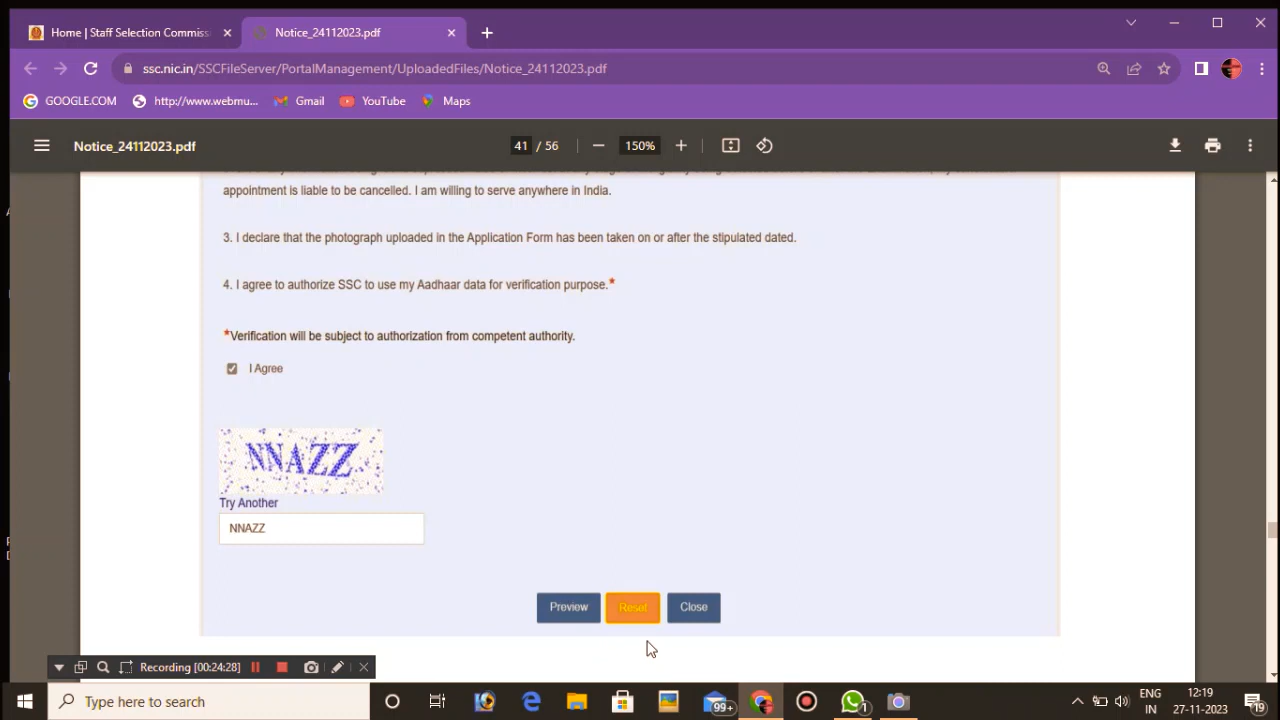 Home | Staff Selection Commiss
Notice_24112023.pdf
ssc.nic.in/SSCFileServer/PortalManagement/UploadedFiles/Notice_24112023.pdf
GOOGLE.COM
http://www.webmu...
Gmail
YouTube
Maps
Notice_24112023.pdf
41 / 56
150%
appointment is liable to be cancelled. I am willing to serve anywhere in India.
3. I declare that the photograph uploaded in the Application Form has been taken on or after the stipulated dated.
4. I agree to authorize SSC to use my Aadhaar data for verification purpose.*
*Verification will be subject to authorization from competent authority.
I Agree
NNAZZ
Try Another
NNAZZ
Preview Reset Close
Recording [00:24:28]
Type here to search
99+
1
ENG
IN
12:19
27-11-2023
19